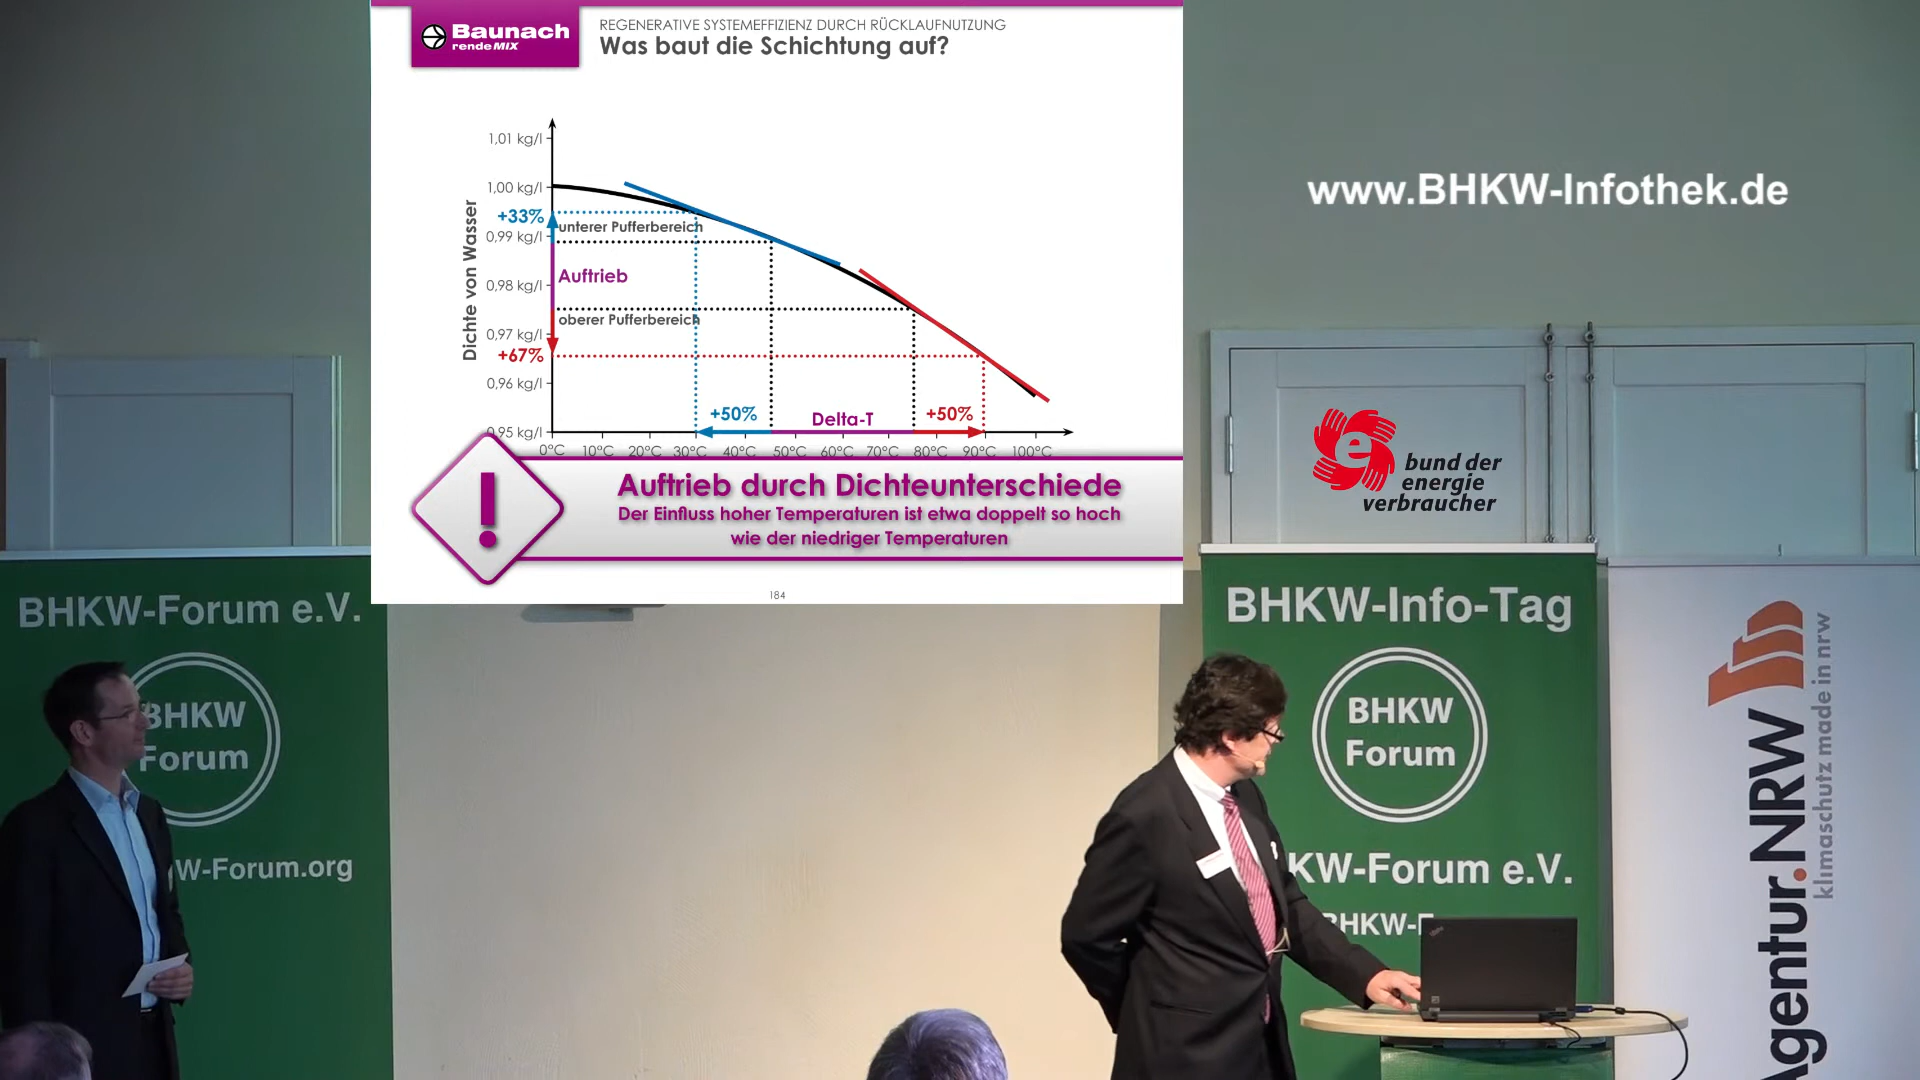 Baunach
rendeMIX
REGENERATIVE SYSTEMEFFIZIENZ DURCH RÜCKLAUFNUTZUNG
Was baut die Schichtung auf?
Dichte von Wasser
1,01 kg/l
1,00 kg/l
+33%
0,99 kg/l
0,98 kg/l
0,97 kg/l
+67%
0,96 kg/l
0,95 kg/l
unterer Pufferbereich
Auftrieb
oberer Pufferbereich
+50%
Delta-T
+50%
0°C 10°C 20°C 30°C 40°C 50°C 60°C 70°C 80°C 90°C 100°C
!
Auftrieb durch Dichteunterschiede
Der Einfluss hoher Temperaturen ist etwa doppelt so hoch
wie der niedriger Temperaturen
184
www.BHKW-Infothek.de
e
bund der
energie
verbraucher
BHKW-Forum e.V.
BHKW
Forum
W-Forum.org
BHKW-Info-Tag
BHKW
Forum
KW-Forum e.V.
BHKW-F
Agentur.NRW
klimaschutz made in nrw